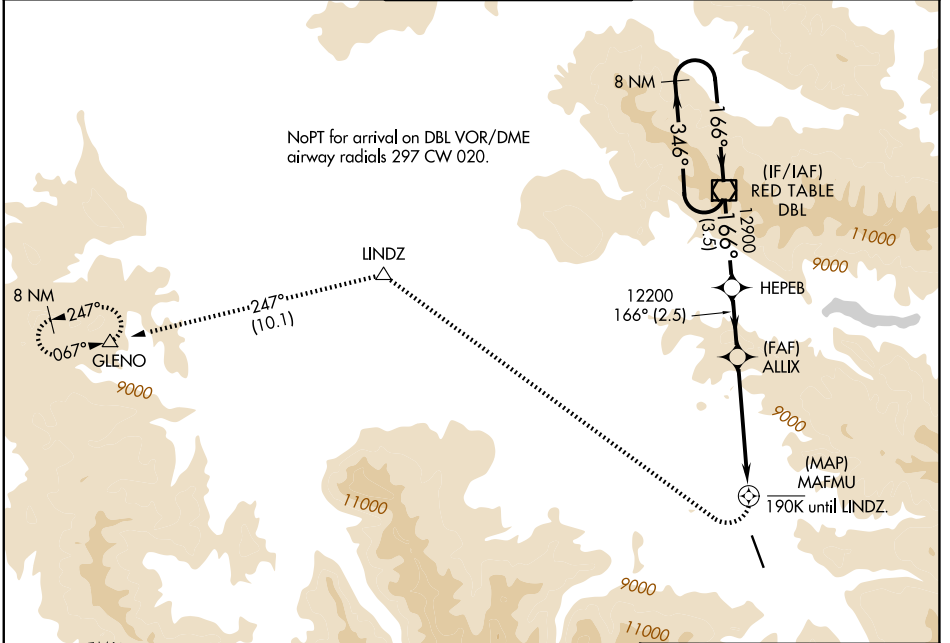 8 NM
166°
346°
NoPT for arrival on DBL VOR/DME
airway radials 297 CW 020.
(IF/IAF)
RED TABLE
DBL
12900
166°
(3.5)
11000
9000
LINDZ
HEPEB
8 NM
247°
247°
(10.1)
12200
166° (2.5)
067°
GLENO
(FAF)
ALLIX
9000
9000
(MAP)
MAFMU
190K until LINDZ.
11000
9000
11000